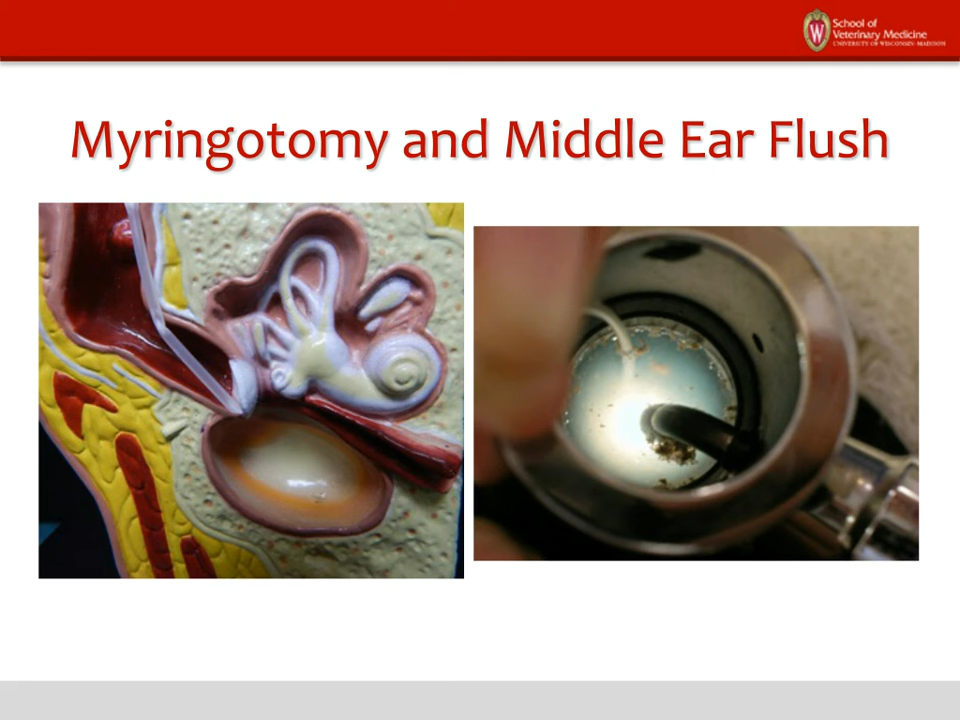 School of
Veterinary Medicine
UNIVERSITY OF WISCONSIN-MADISON
Myringotomy and Middle Ear Flush